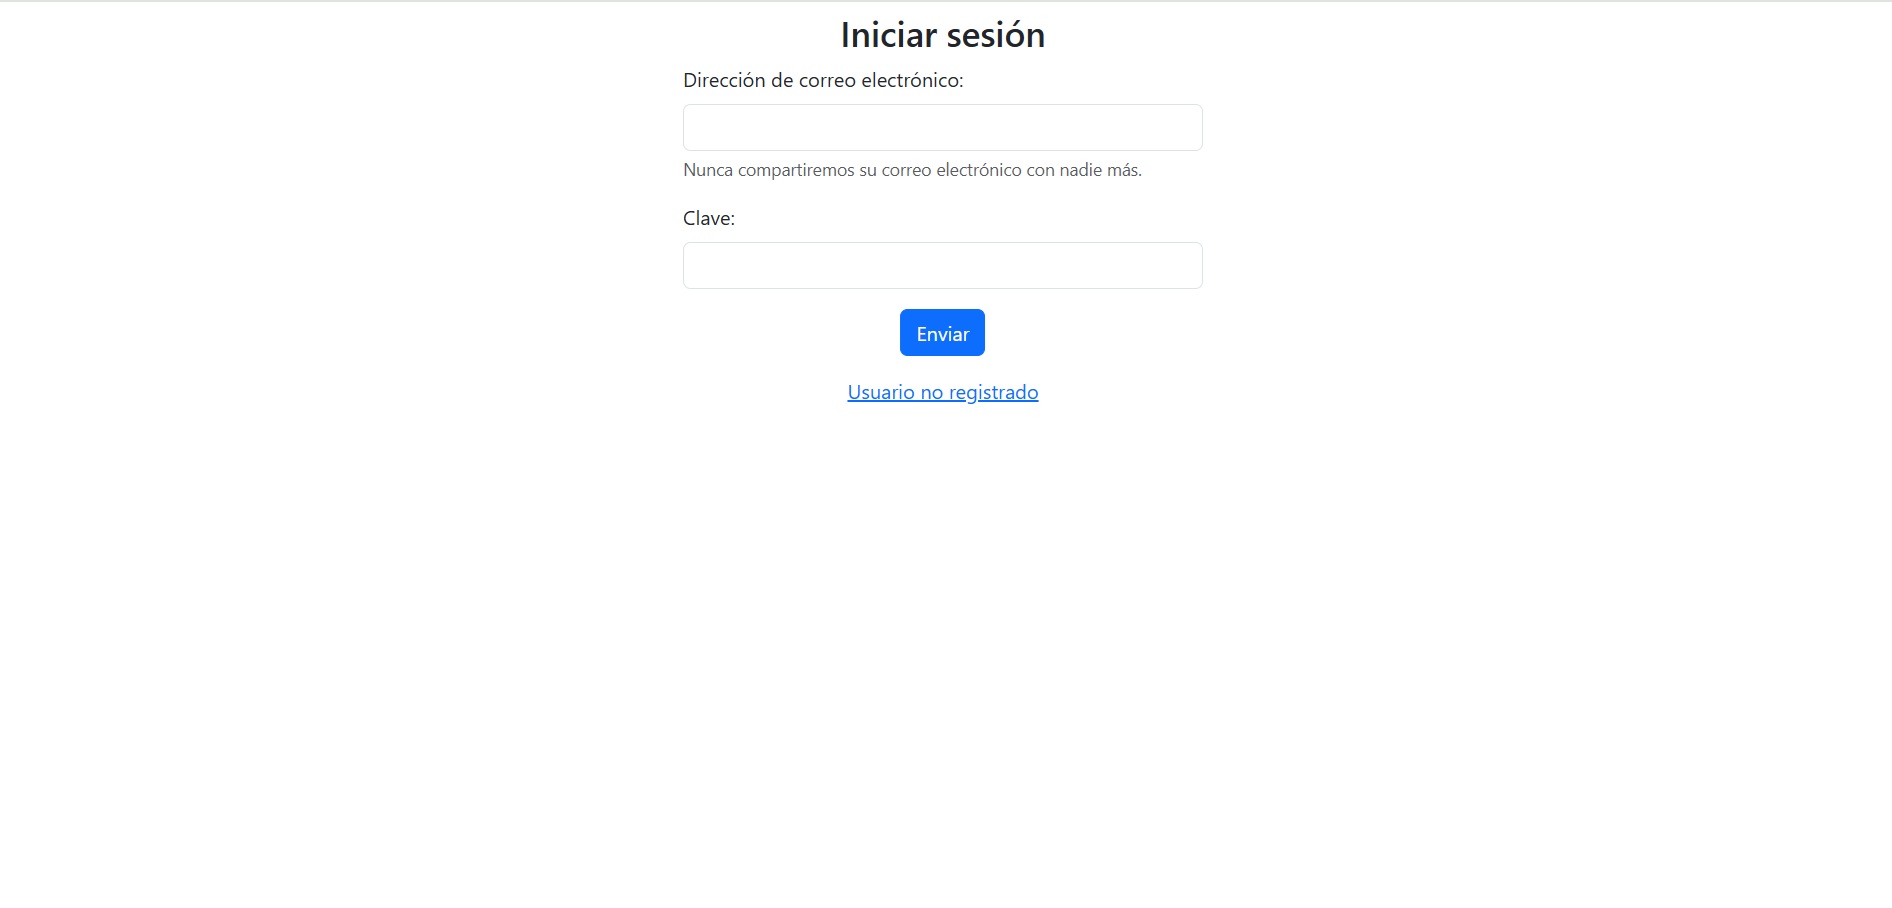 Iniciar sesión
Dirección de correo electrónico:
Nunca compartiremos su correo electrónico con nadie más.
Clave:
Enviar
Usuario no registrado